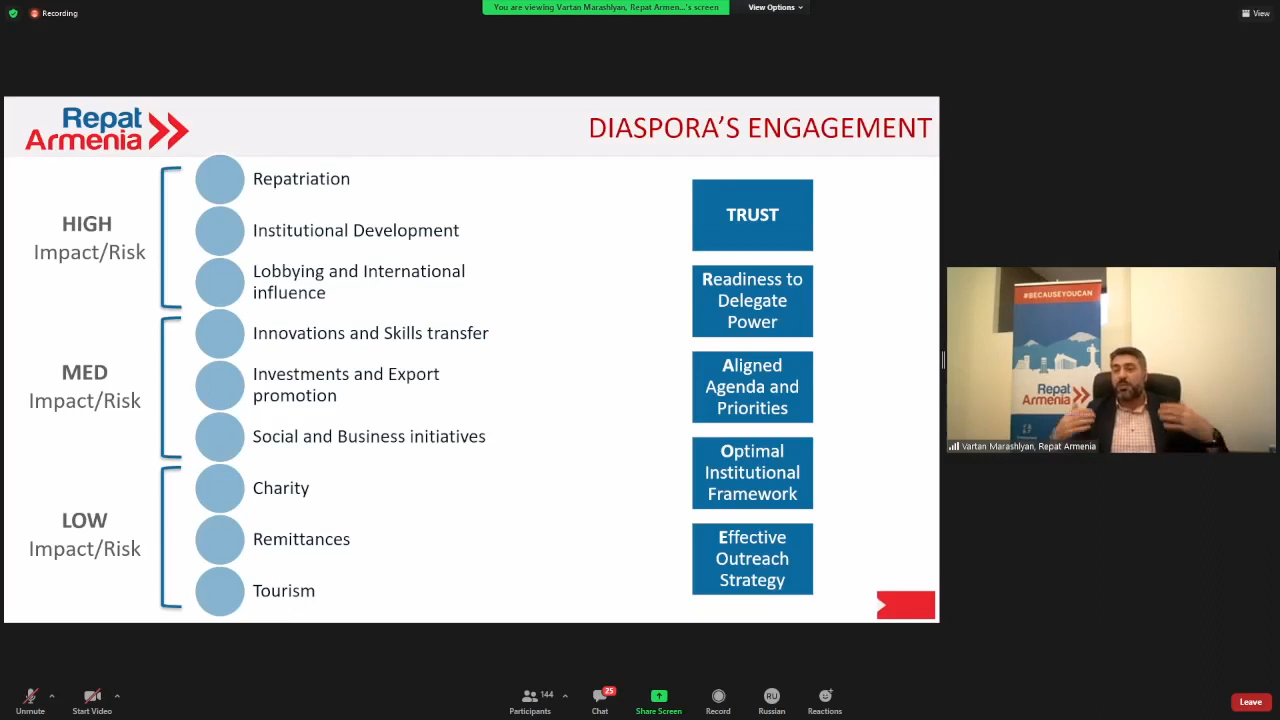 Recording
You are viewing Vartan Marashlyan, Repat Armen...'s screen
View Options
View
Repat
Armenia
DIASPORA'S ENGAGEMENT
HIGH
Impact/Risk
Repatriation
Institutional Development
Lobbying and International
influence
MED
Impact/Risk
Innovations and Skills transfer
Investments and Export
promotion
Social and Business initiatives
LOW
Impact/Risk
Charity
Remittances
Tourism
TRUST
Readiness to
Delegate
Power
Aligned
Agenda and
Priorities
Optimal
Institutional
Framework
Effective
Outreach
Strategy
#BECAUSEYOUCAN
Repat
Armenia
Vartan Marashlyan, Repat Armenia
Unmute
Start Video
144
Participants
25
Chat
Share Screen
Record
RU
Russian
Reactions
Leave